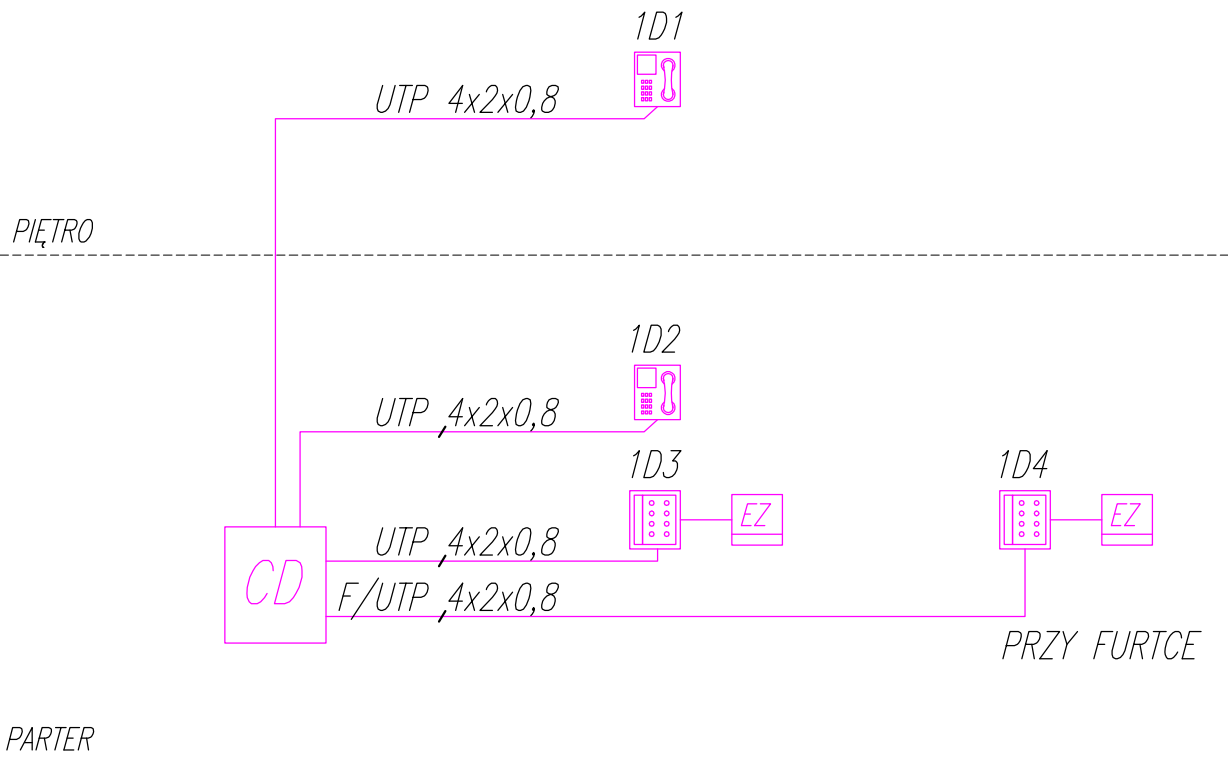 1D1
UTP 4x2x0,8
PIĘTRO
1D2
UTP 4x2x0,8
1D3
1D4
EZ
EZ
UTP 4x2x0,8
CD
F/UTP 4x2x0,8
PRZY FURTCE
PARTER